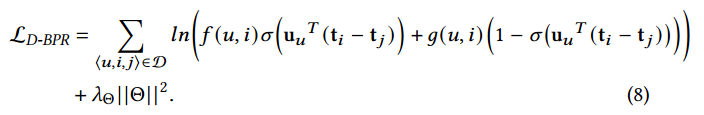 ℒ_{D-BPR} = ∑_{⟨u,i,j⟩∈𝒟} ln(f(u, i)σ(𝐮_u^T(𝐭_i − 𝐭_j)) + g(u, i)(1 − σ(𝐮_u^T(𝐭_i − 𝐭_j))))
+ λ_Θ||Θ||². (8)